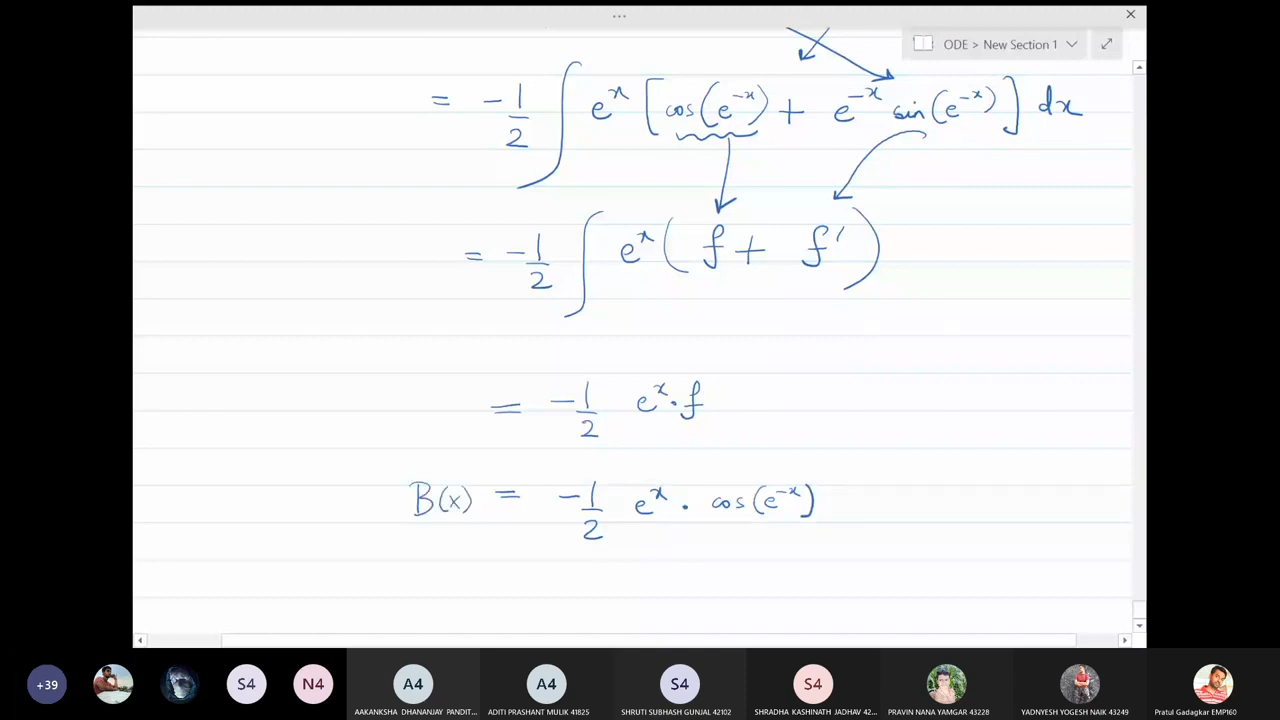 ...
ODE > New Section 1
= -1/2 ∫ e^x [cos(e^-x) + e^-x sin(e^-x)] dx
= -1/2 ∫ e^x (f + f')
= -1/2 e^x · f
B(x) = -1/2 e^x · cos(e^-x)
+39 S4 N4 A4 A4 S4 S4
AAKANKSHA DHANANJAY PANDIT... ADITI PRASHANT MULIK 41825 SHRUTI SUBHASH GUNJAL 42102 SHRADHA KASHINATH JADHAV 42... PRAVIN NANA YAMGAR 43228 YADNYESH YOGESH NAIK 43249 Pratul Gadagkar EMP160